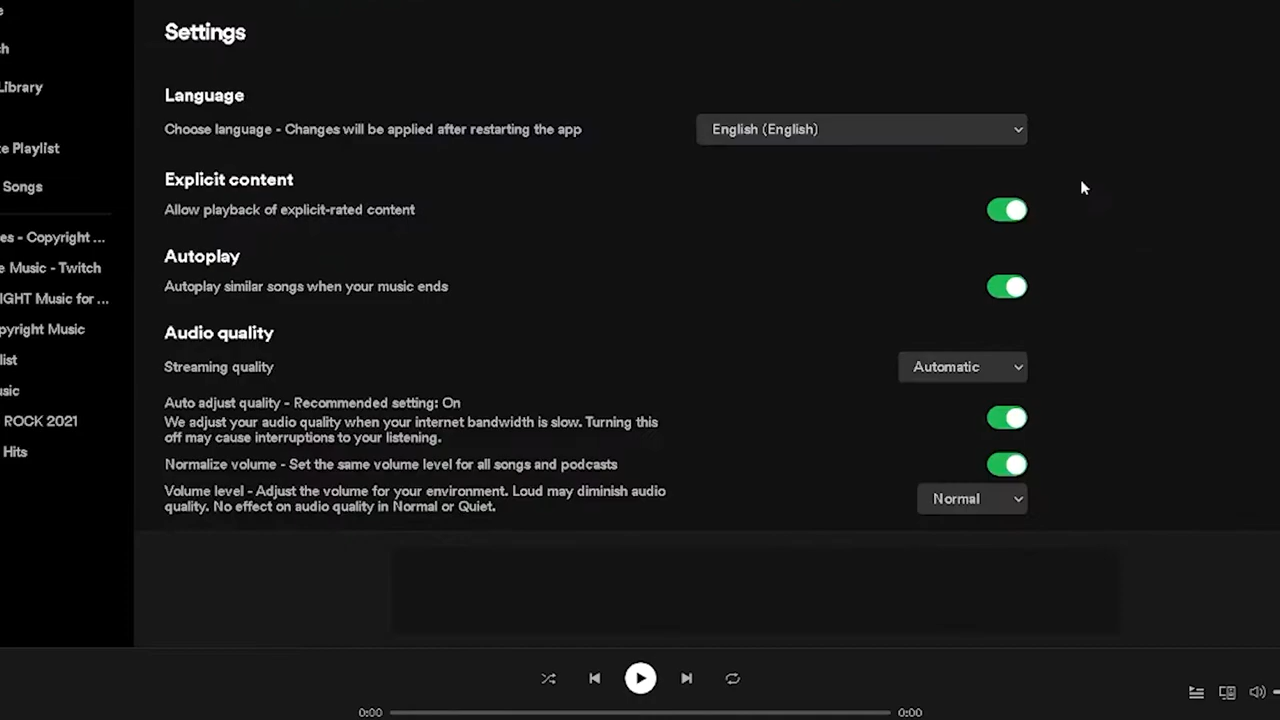 Settings
Language
Choose language - Changes will be applied after restarting the app
English (English)
Explicit content
Allow playback of explicit-rated content
Autoplay
Autoplay similar songs when your music ends
Audio quality
Streaming quality
Automatic
Auto adjust quality - Recommended setting: On
We adjust your audio quality when your internet bandwidth is slow. Turning this
off may cause interruptions to your listening.
Normalize volume - Set the same volume level for all songs and podcasts
Volume level - Adjust the volume for your environment. Loud may diminish audio
quality. No effect on audio quality in Normal or Quiet.
Normal
Library
Playlist
Songs
- Copyright ...
Music - Twitch
Music for ...
Music
ROCK 2021
Hits
0:00
0:00